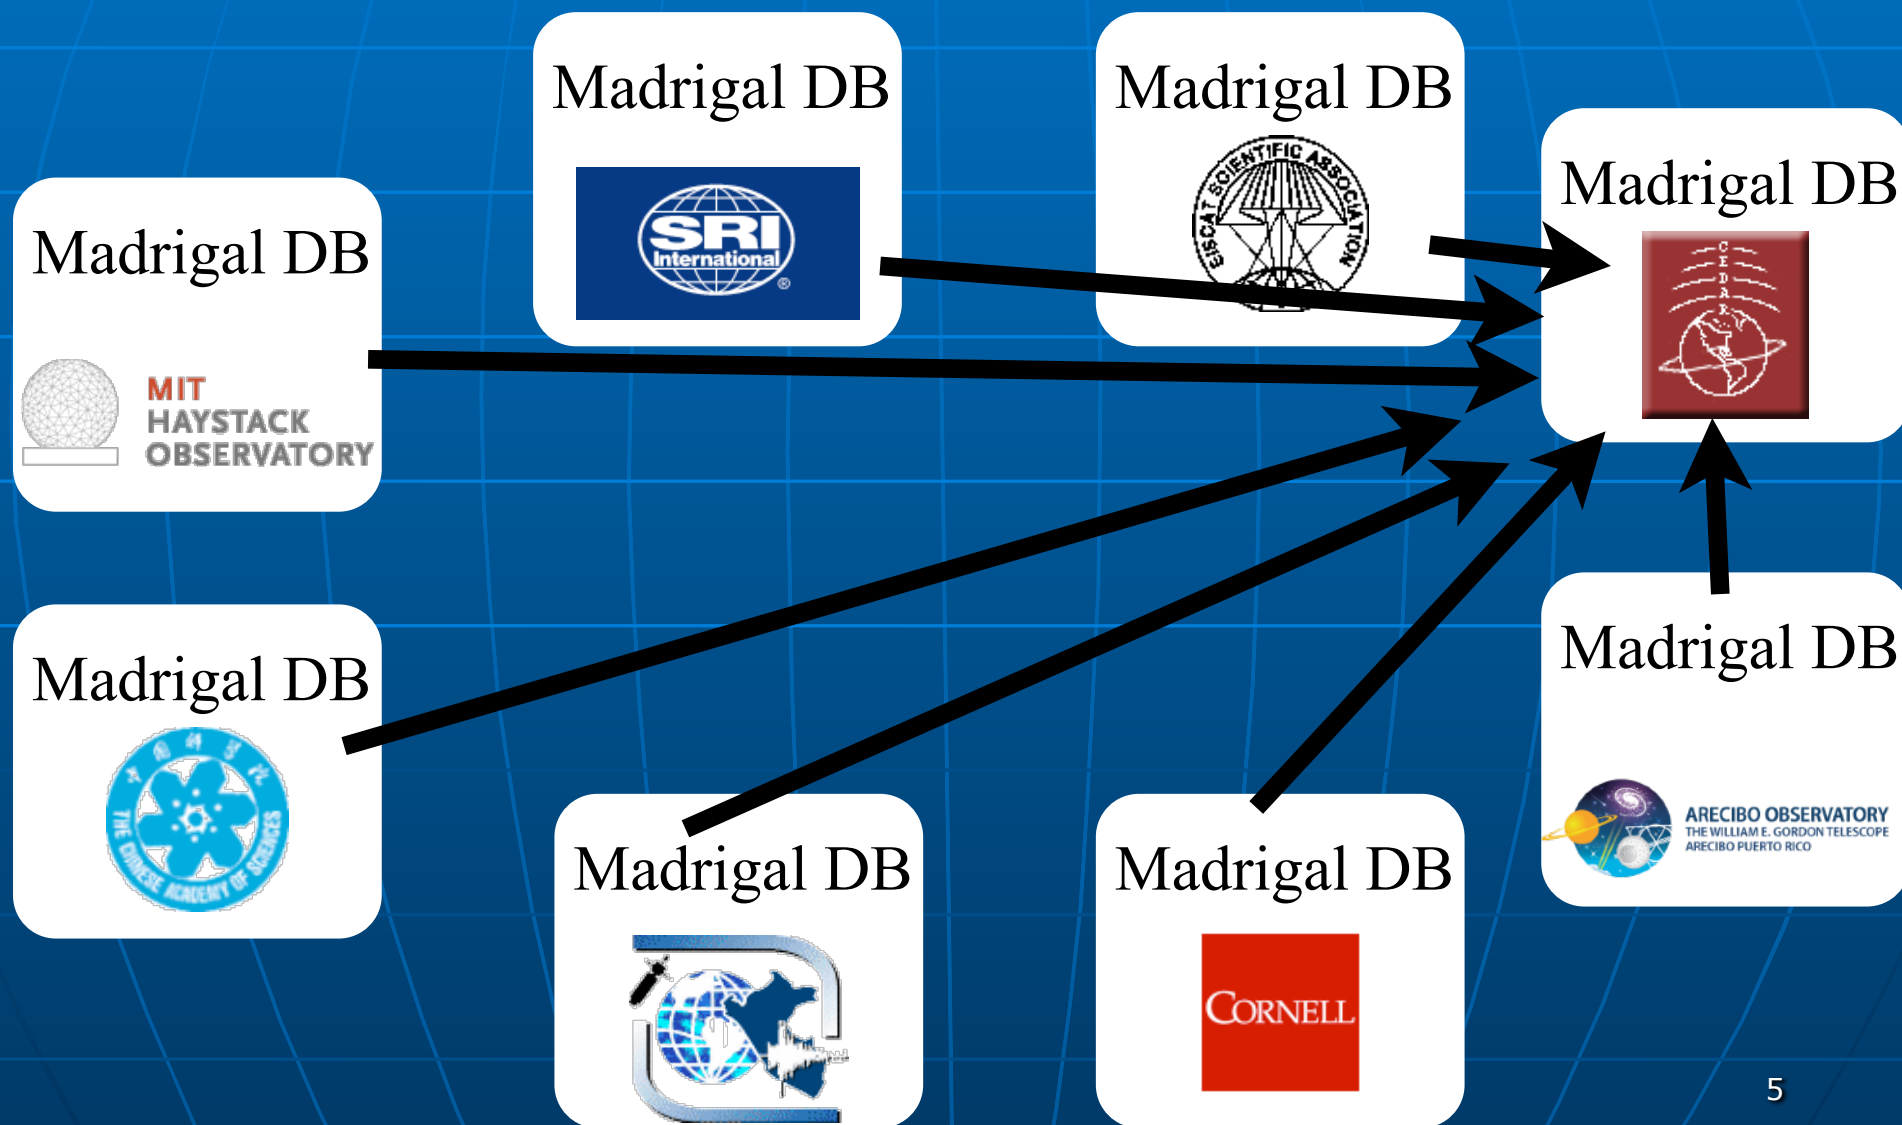 Madrigal DB
SRI
International
®
Madrigal DB
EISCAT SCIENTIFIC ASSOCIATION
Madrigal DB
CEDAR
Madrigal DB
MIT
HAYSTACK
OBSERVATORY
Madrigal DB
THE CHINESE ACADEMY OF SCIENCES
Madrigal DB
Madrigal DB
CORNELL
Madrigal DB
ARECIBO OBSERVATORY
THE WILLIAM E. GORDON TELESCOPE
ARECIBO PUERTO RICO
5